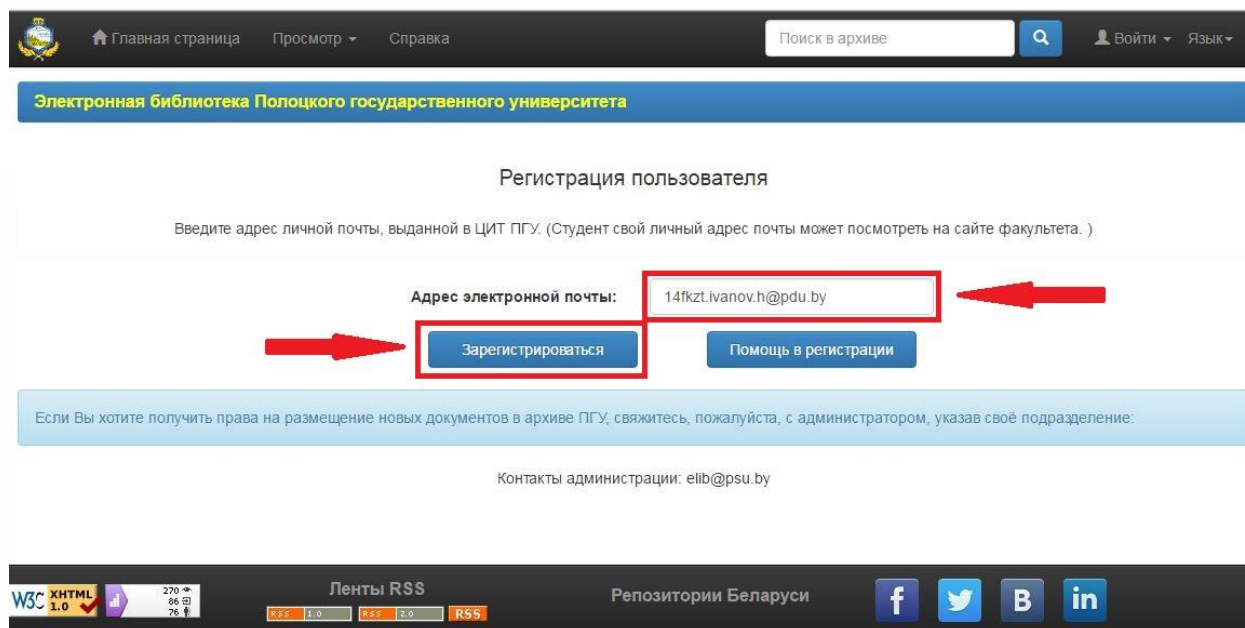 Главная страница Просмотр Справка Поиск в архиве Войти Язык
Электронная библиотека Полоцкого государственного университета
Регистрация пользователя
Введите адрес личной почты, выданной в ЦИТ ПГУ. (Студент свой личный адрес почты может посмотреть на сайте факультета. )
Адрес электронной почты: 14fkzt.ivanov.h@pdu.by
Зарегистрироваться Помощь в регистрации
Если Вы хотите получить права на размещение новых документов в архиве ПГУ, свяжитесь, пожалуйста, с администратором, указав своё подразделение:
Контакты администрации: elib@psu.by
Ленты RSS Репозитории Беларуси
W3C XHTML 1.0 270 86 76 RSS 1.0 RSS 2.0 RSS f B in